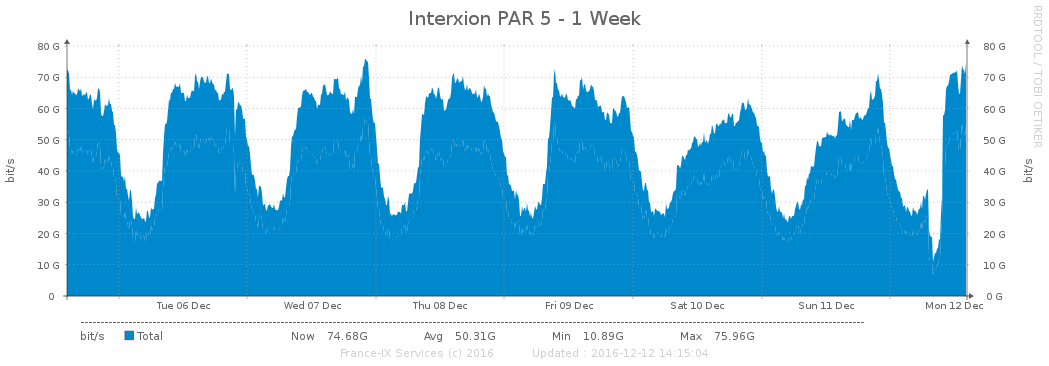 Interxion PAR 5 - 1 Week
RRDTOOL / TOBI OETIKER
bit/s
80 G
70 G
60 G
50 G
40 G
30 G
20 G
10 G
0
80 G
70 G
60 G
50 G
40 G
30 G
20 G
10 G
0 G
bit/s
Tue 06 Dec Wed 07 Dec Thu 08 Dec Fri 09 Dec Sat 10 Dec Sun 11 Dec Mon 12 Dec
bit/s Total Now 74.68G Avg 50.31G Min 10.89G Max 75.96G
France-IX Services (c) 2016 Updated : 2016-12-12 14:15:04